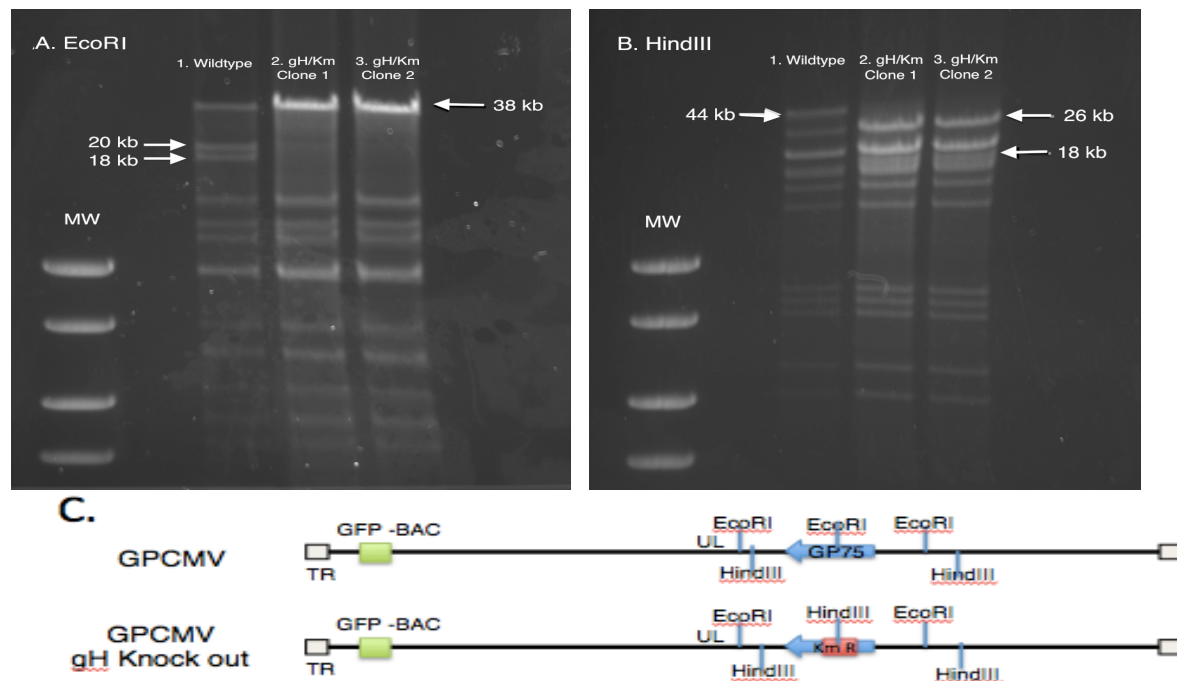 A. EcoRI
1. Wildtype
2. gH/Km
Clone 1
3. gH/Km
Clone 2
38 kb
20 kb
18 kb
MW
B. HindIII
1. Wildtype
2. gH/Km
Clone 1
3. gH/Km
Clone 2
44 kb
26 kb
18 kb
MW
C.
GPCMV
GFP -BAC
TR
UL
EcoRI
HindIII
EcoRI
GP75
EcoRI
HindIII
GPCMV
gH Knock out
GFP -BAC
TR
UL
EcoRI
HindIII
HindIII
Km R
EcoRI
HindIII